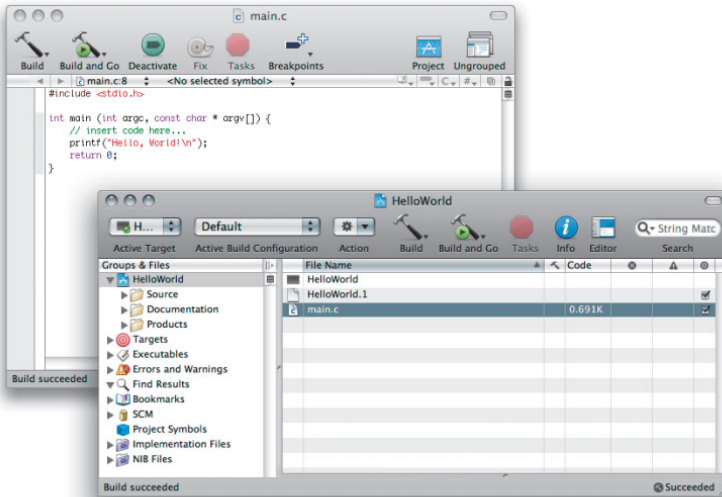 main.c
Build Build and Go Deactivate Fix Tasks Breakpoints Project Ungrouped
main.c:8 <No selected symbol> C #
#include <stdio.h>
int main (int argc, const char * argv[]) {
// insert code here...
printf("Hello, World!\n");
return 0;
}
Build succeeded
HelloWorld
H... Default String Matc
Active Target Active Build Configuration Action Build Build and Go Tasks Info Editor Search
Groups & Files File Name Code
HelloWorld HelloWorld
Source HelloWorld.1
Documentation main.c 0.691K
Products
Targets
Executables
Errors and Warnings
Find Results
Bookmarks
SCM
Project Symbols
Implementation Files
NIB Files
Build succeeded Succeeded